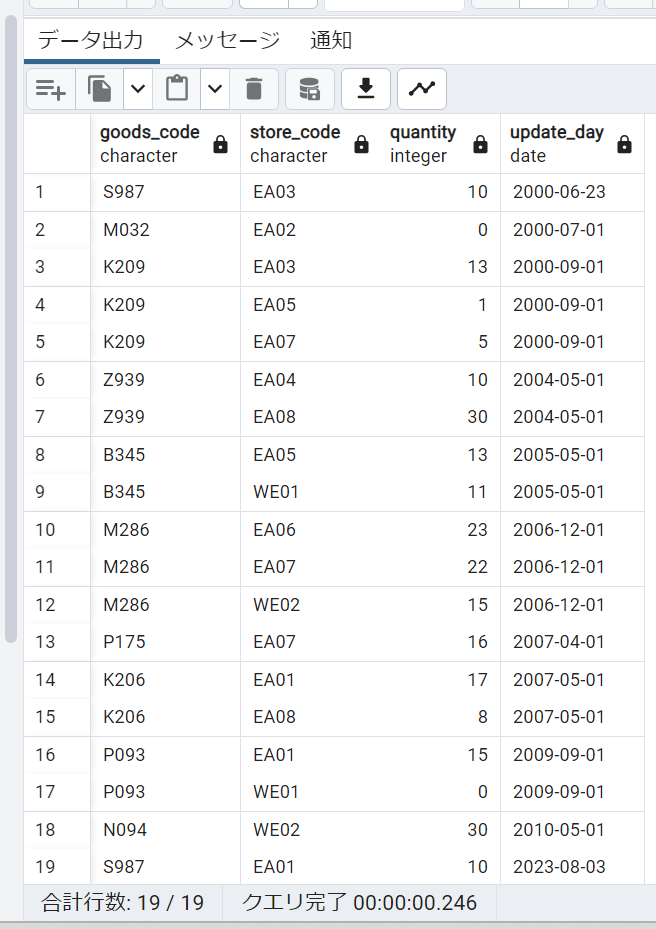 データ出力 メッセージ 通知
goods_code store_code quantity update_day
character character integer date
1 S987 EA03 10 2000-06-23
2 M032 EA02 0 2000-07-01
3 K209 EA03 13 2000-09-01
4 K209 EA05 1 2000-09-01
5 K209 EA07 5 2000-09-01
6 Z939 EA04 10 2004-05-01
7 Z939 EA08 30 2004-05-01
8 B345 EA05 13 2005-05-01
9 B345 WE01 11 2005-05-01
10 M286 EA06 23 2006-12-01
11 M286 EA07 22 2006-12-01
12 M286 WE02 15 2006-12-01
13 P175 EA07 16 2007-04-01
14 K206 EA01 17 2007-05-01
15 K206 EA08 8 2007-05-01
16 P093 EA01 15 2009-09-01
17 P093 WE01 0 2009-09-01
18 N094 WE02 30 2010-05-01
19 S987 EA01 10 2023-08-03
合計行数: 19 / 19 クエリ完了 00:00:00.246